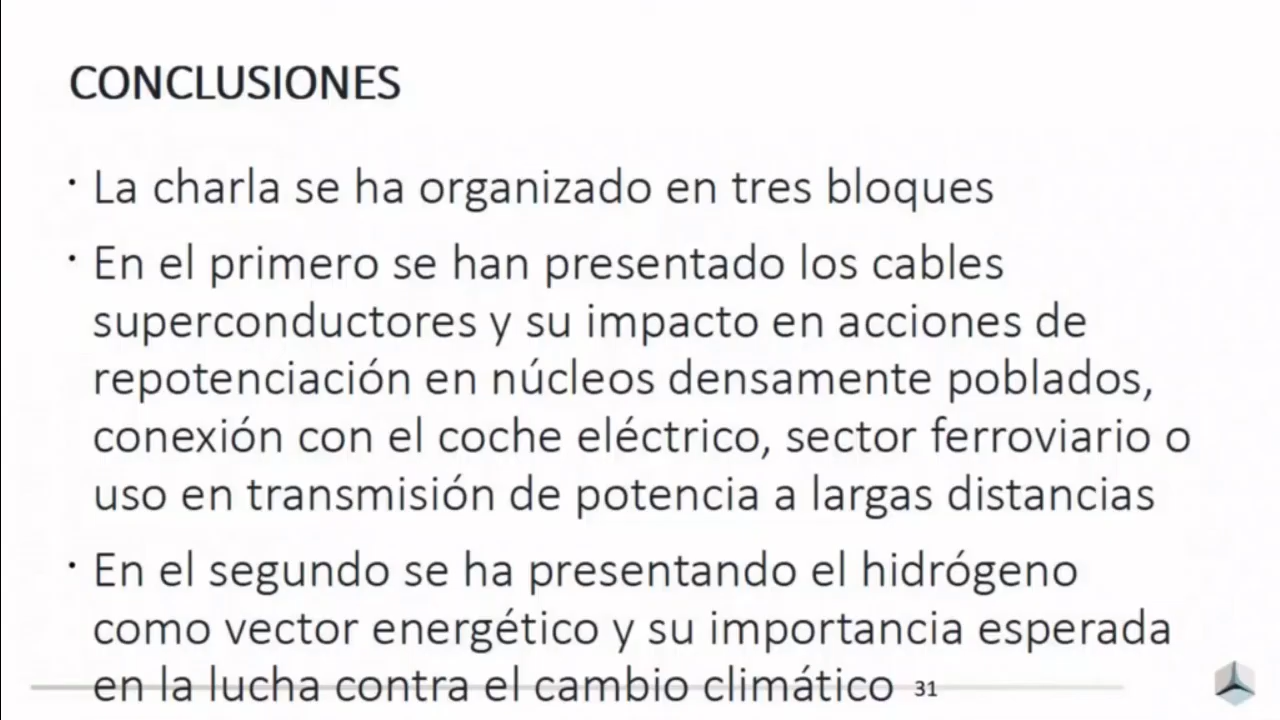 CONCLUSIONES
· La charla se ha organizado en tres bloques
· En el primero se han presentado los cables
superconductores y su impacto en acciones de
repotenciación en núcleos densamente poblados,
conexión con el coche eléctrico, sector ferroviario o
uso en transmisión de potencia a largas distancias
· En el segundo se ha presentando el hidrógeno
como vector energético y su importancia esperada
en la lucha contra el cambio climático
31